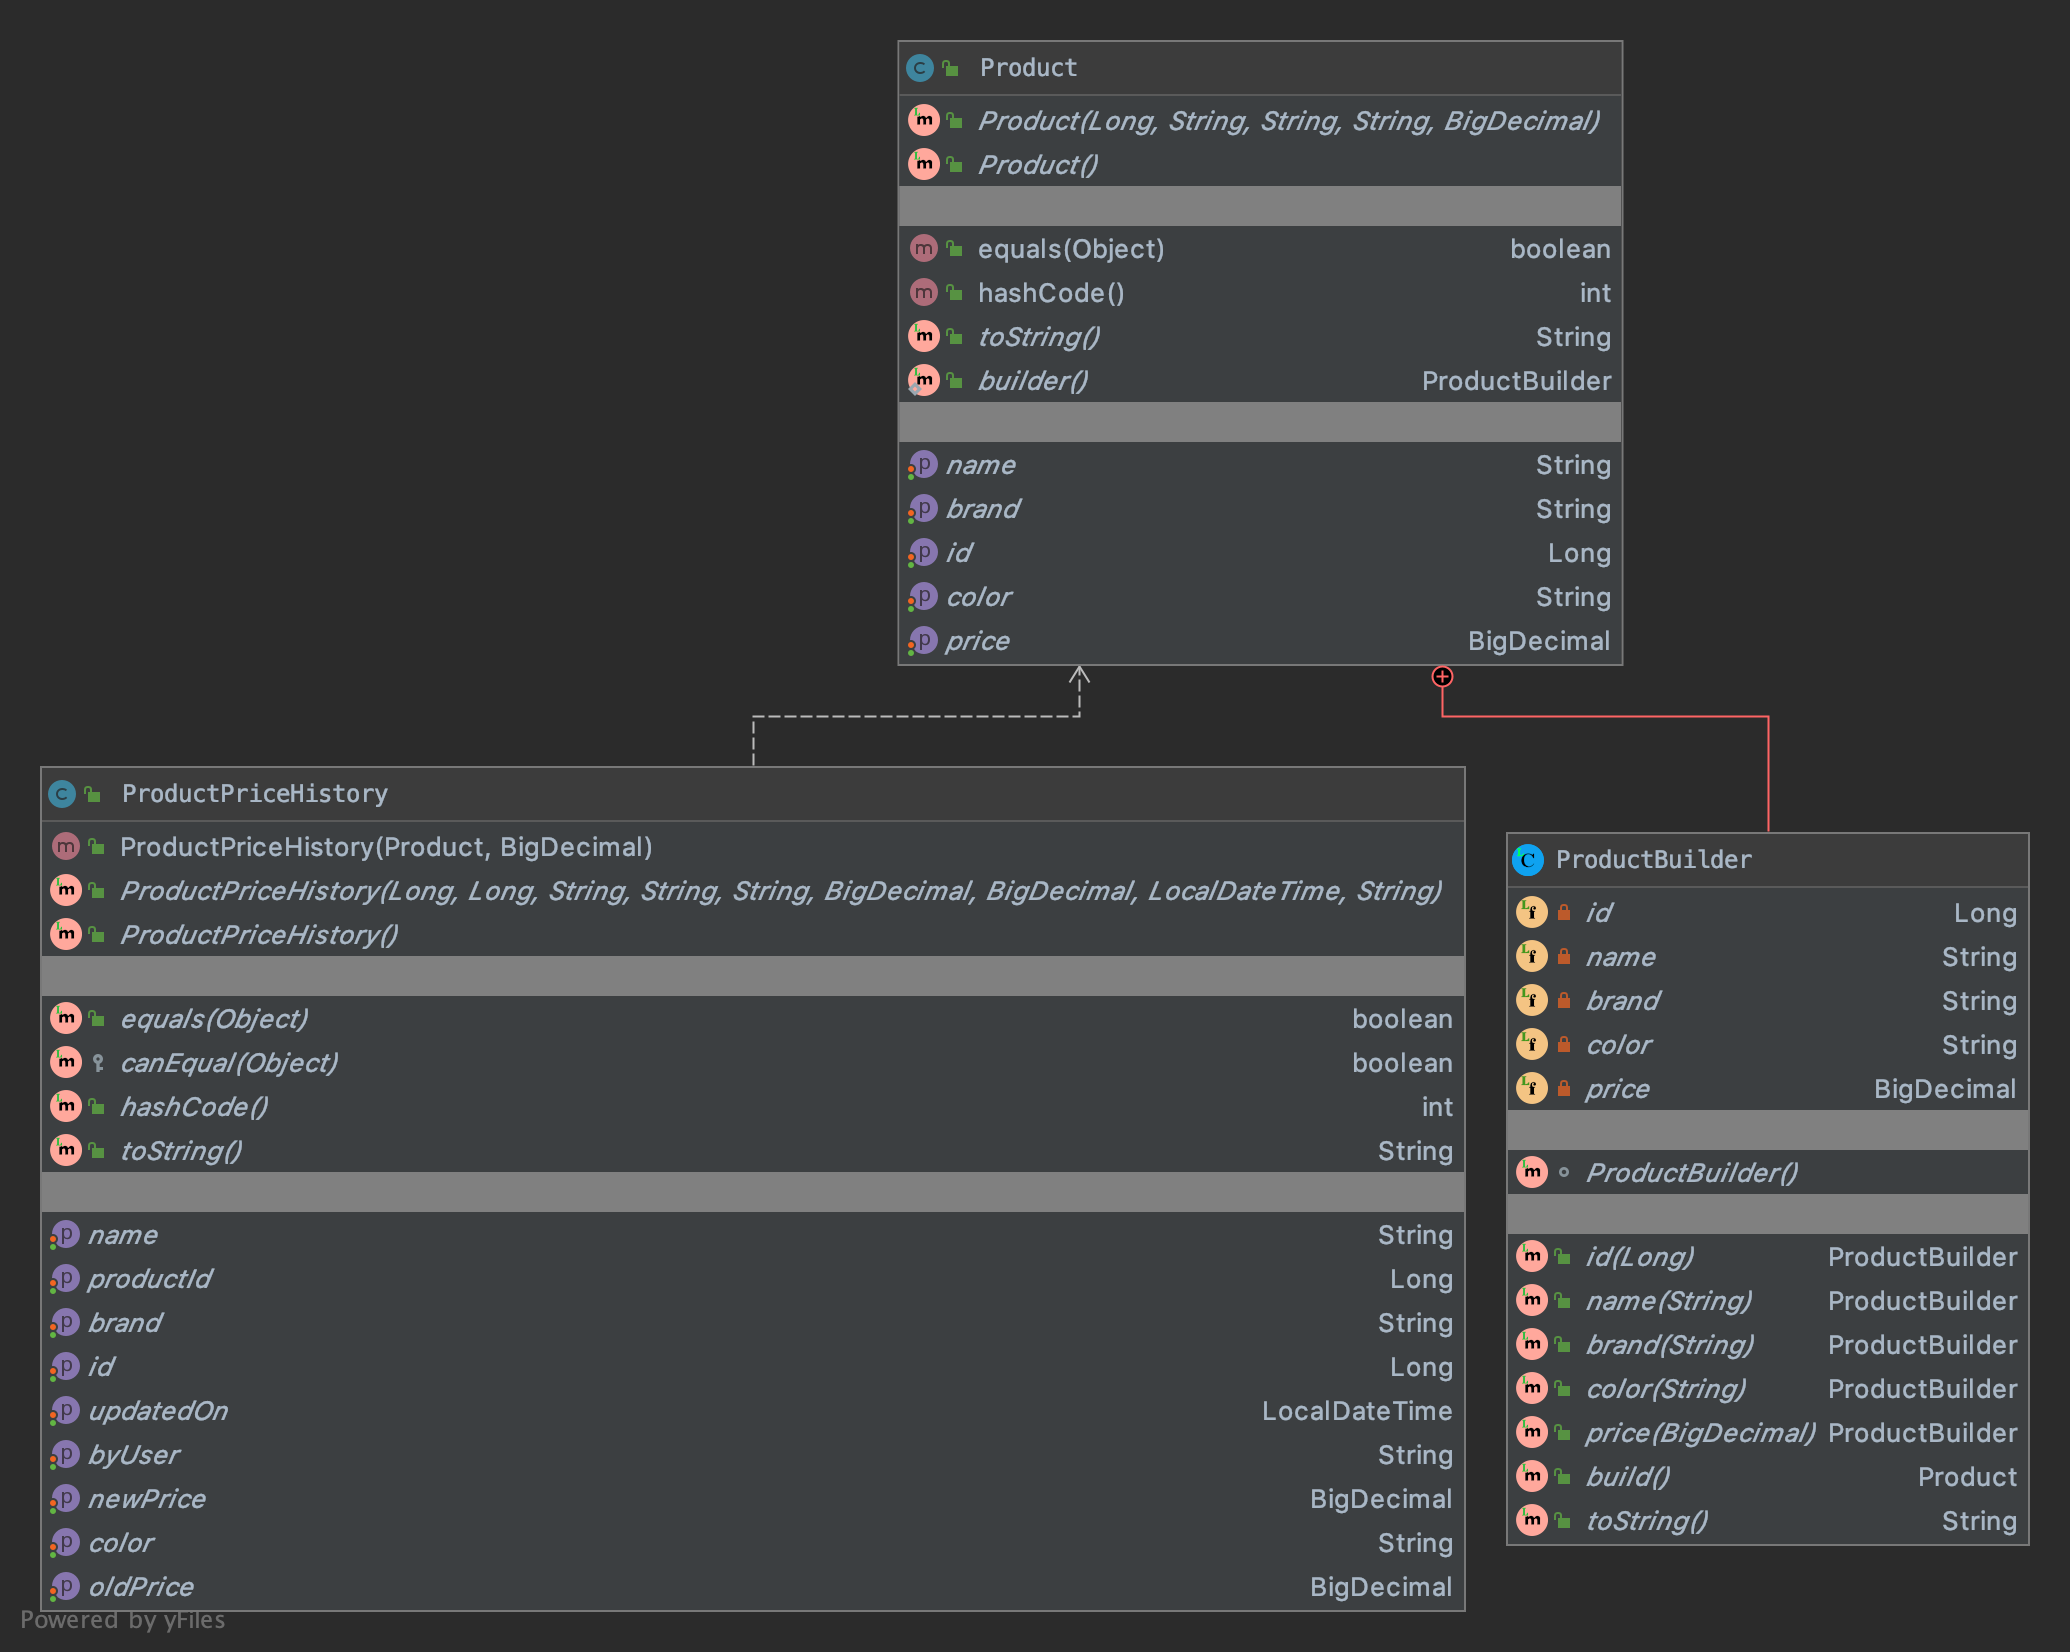 Product
Product(Long, String, String, String, BigDecimal)
Product()
equals(Object) boolean
hashCode() int
toString() String
builder() ProductBuilder
name String
brand String
id Long
color String
price BigDecimal
ProductPriceHistory
ProductPriceHistory(Product, BigDecimal)
ProductPriceHistory(Long, Long, String, String, String, BigDecimal, BigDecimal, LocalDateTime, String)
ProductPriceHistory()
equals(Object) boolean
canEqual(Object) boolean
hashCode() int
toString() String
name String
productId Long
brand String
id Long
updatedOn LocalDateTime
byUser String
newPrice BigDecimal
color String
oldPrice BigDecimal
ProductBuilder
id Long
name String
brand String
color String
price BigDecimal
ProductBuilder()
id(Long) ProductBuilder
name(String) ProductBuilder
brand(String) ProductBuilder
color(String) ProductBuilder
price(BigDecimal) ProductBuilder
build() Product
toString() String
Powered by yFiles